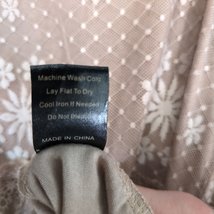 Machine Wash Cold
Lay Flat To Dry
Cool Iron If Needed
Do Not Bleach
MADE IN CHINA